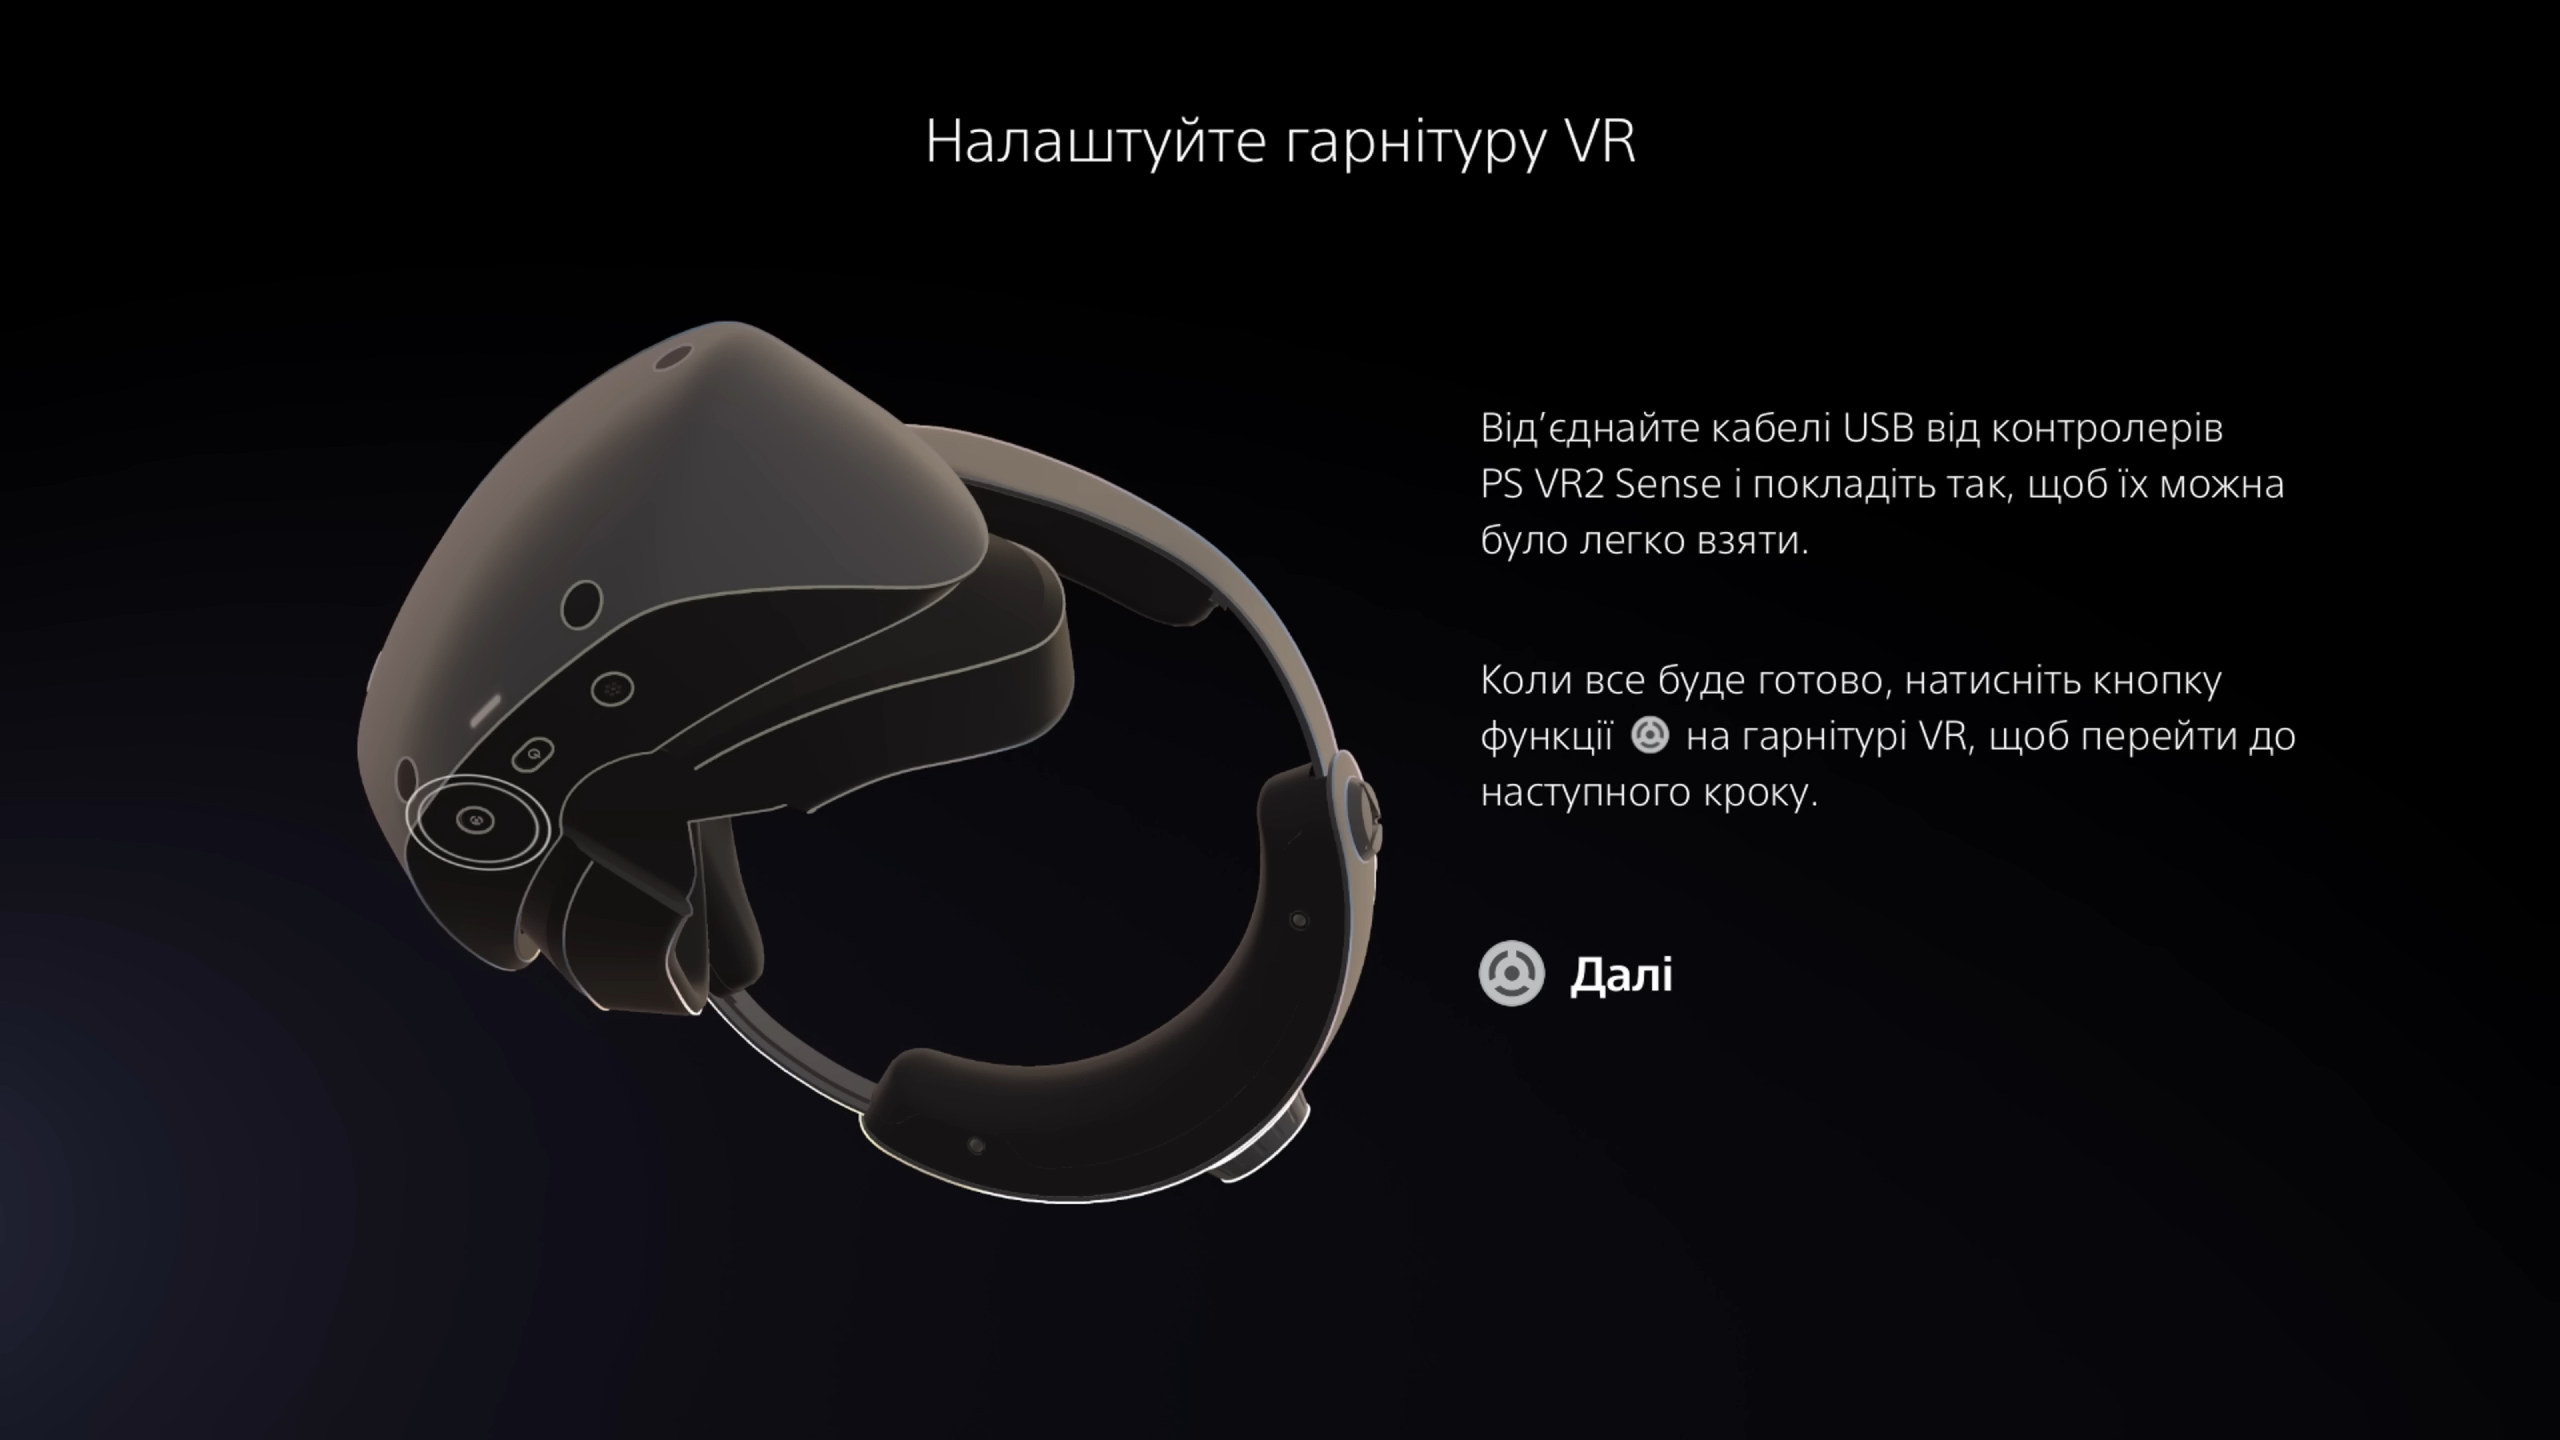 Налаштуйте гарнітуру VR
Від’єднайте кабелі USB від контролерів
PS VR2 Sense і покладіть так, щоб їх можна
було легко взяти.
Коли все буде готово, натисніть кнопку
функції на гарнітурі VR, щоб перейти до
наступного кроку.
Далі